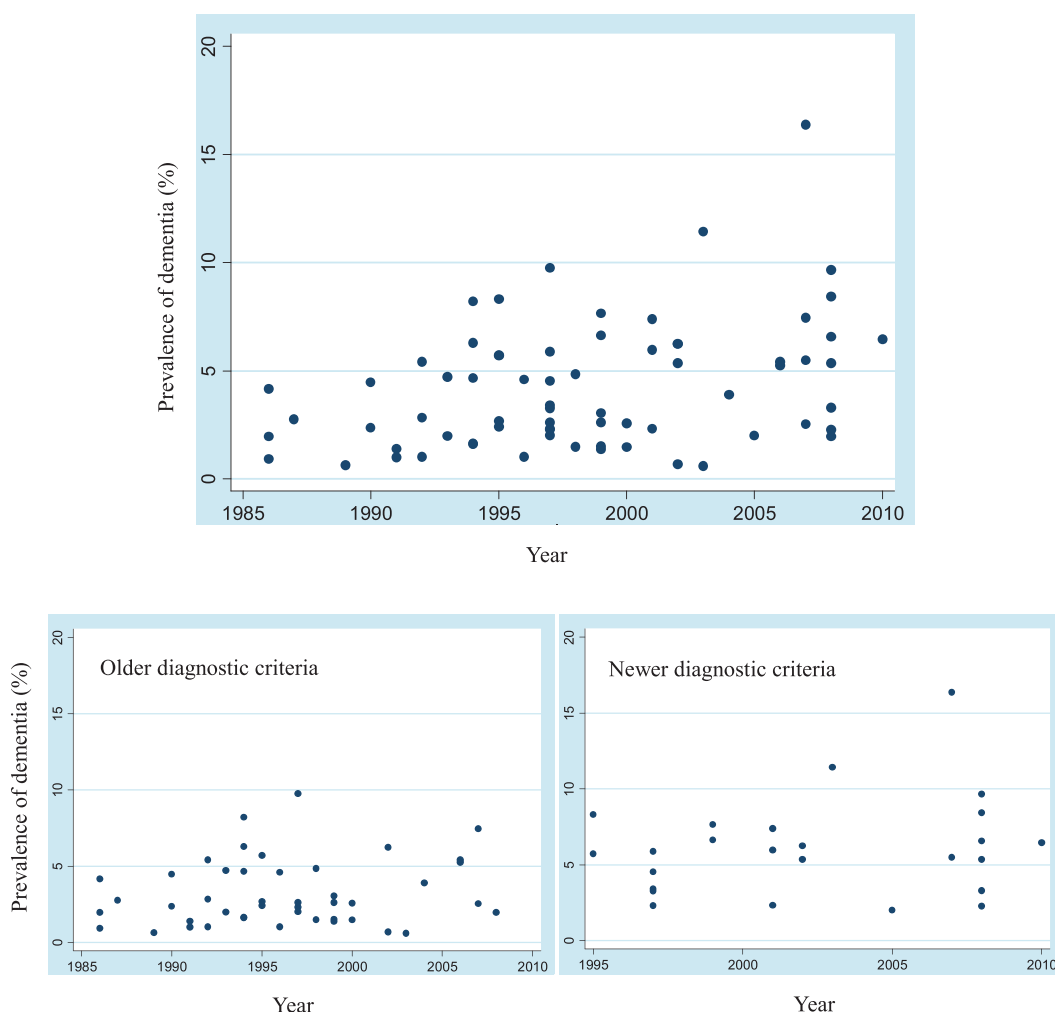 20
15
10
5
0
Prevalence of dementia (%)
1985 1990 1995 2000 2005 2010
Year
Older diagnostic criteria
20
15
10
5
0
Prevalence of dementia (%)
1985 1990 1995 2000 2005 2010
Year
Newer diagnostic criteria
20
15
10
5
0
1995 2000 2005 2010
Year